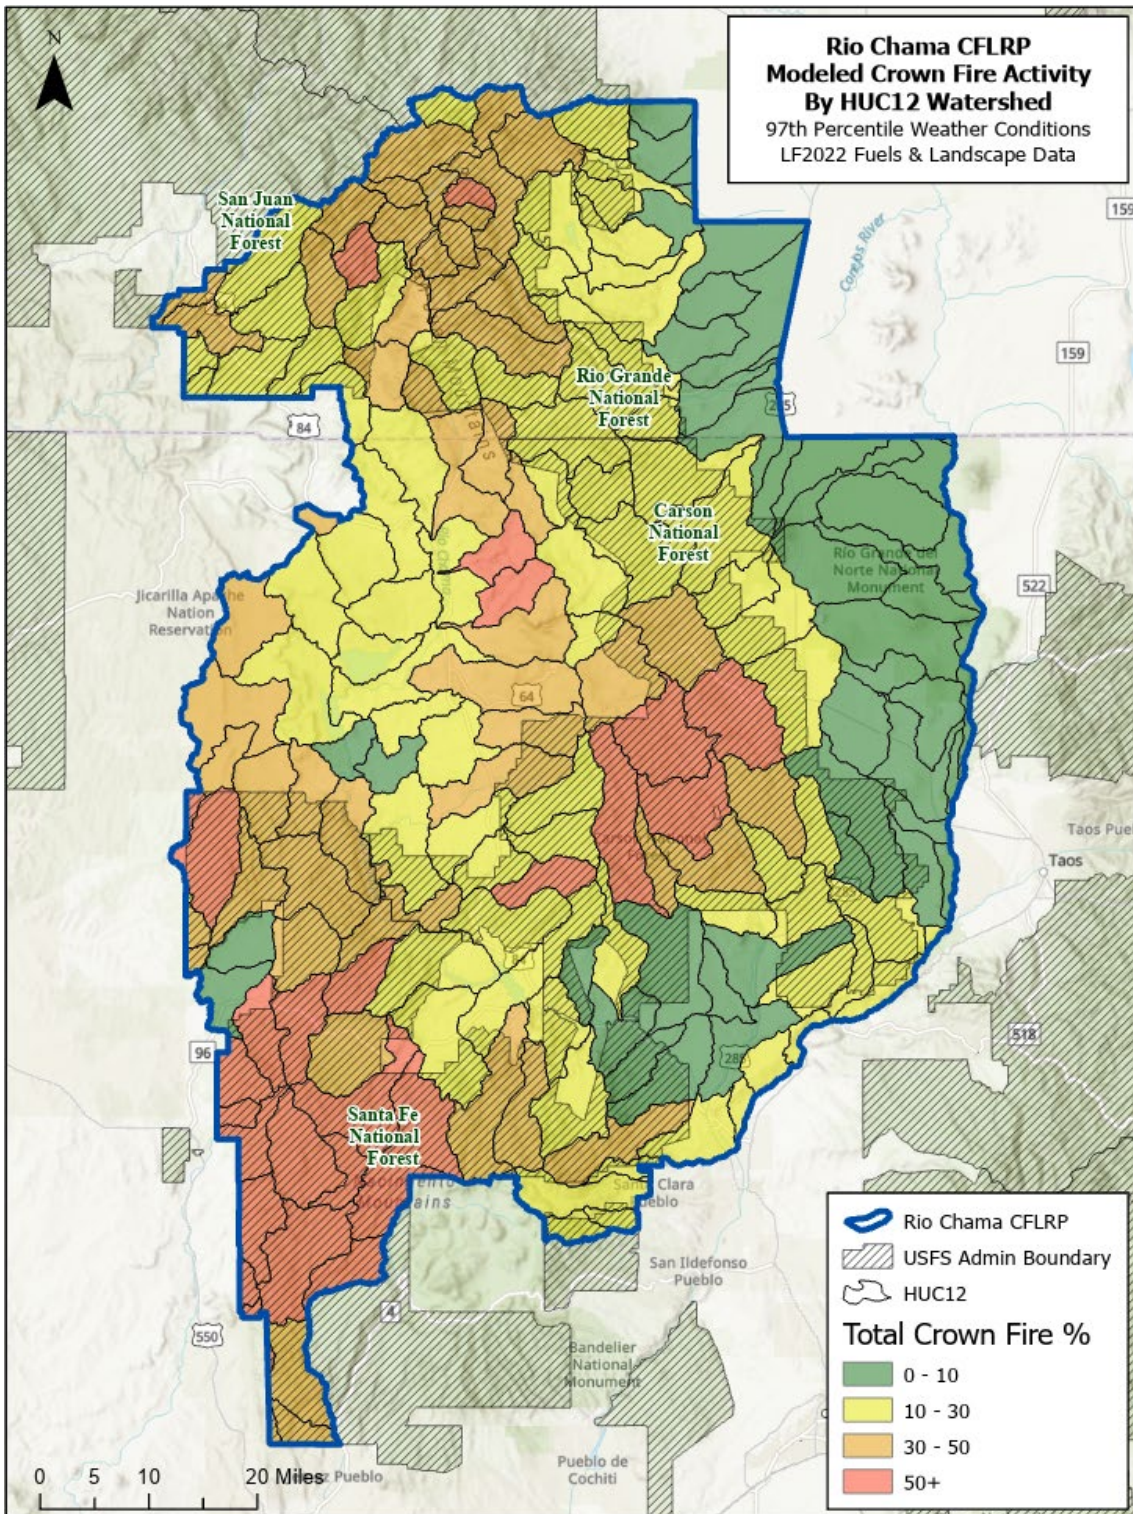 Rio Chama CFLRP
Modeled Crown Fire Activity
By HUC12 Watershed
97th Percentile Weather Conditions
LF2022 Fuels & Landscape Data
N
San Juan
National
Forest
159
Conejos River
159
Rio Grande
National
Forest
285
84
Carson
National
Forest
Rio Grande del
Norte National
Monument
522
Jicarilla Apache
Nation
Reservation
64
Taos
518
96
285
Santa Fe
National
Forest
Santa Clara
Pueblo
San Ildefonso
Pueblo
4
550
Bandelier
National
Monument
Pueblo de
Cochiti
Pueblo
0 5 10 20 Miles
Rio Chama CFLRP
USFS Admin Boundary
HUC12
Total Crown Fire %
0 - 10
10 - 30
30 - 50
50+